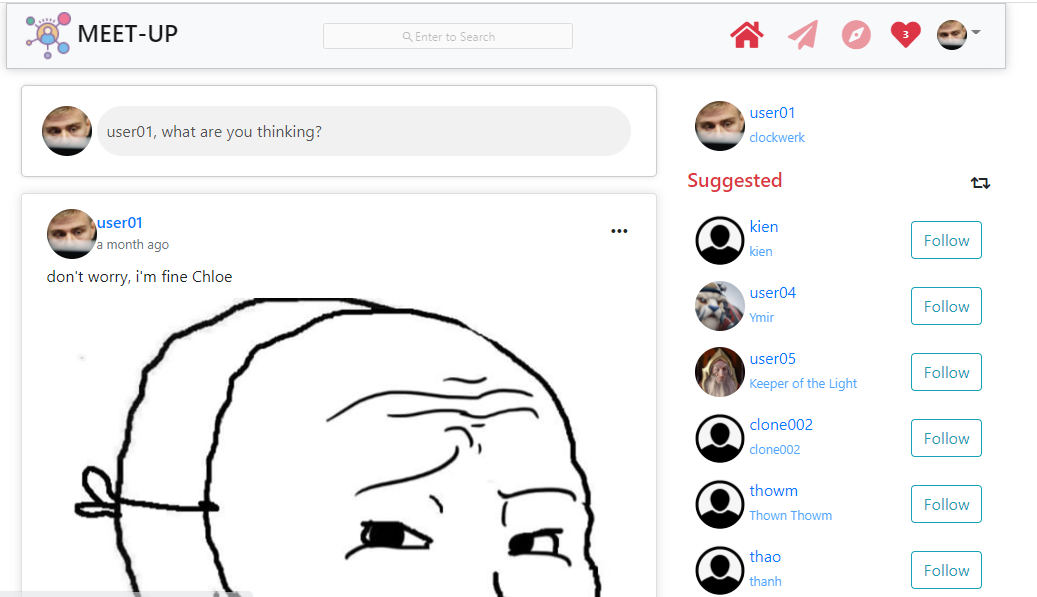 MEET-UP
Enter to Search
3
user01, what are you thinking?
user01
a month ago
don't worry, i'm fine Chloe
user01
clockwerk
Suggested
kien
kien
Follow
user04
Ymir
Follow
user05
Keeper of the Light
Follow
clone002
clone002
Follow
thowm
Thown Thowm
Follow
thao
thanh
Follow